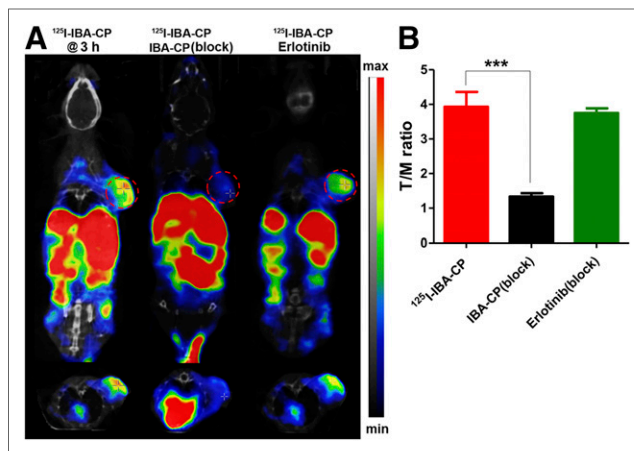 A
¹²⁵I-IBA-CP
@ 3 h
¹²⁵I-IBA-CP
IBA-CP(block)
¹²⁵I-IBA-CP
Erlotinib
max
min
B
***
T/M ratio
5
4
3
2
1
0
¹²⁵I-IBA-CP
IBA-CP(block)
Erlotinib(block)